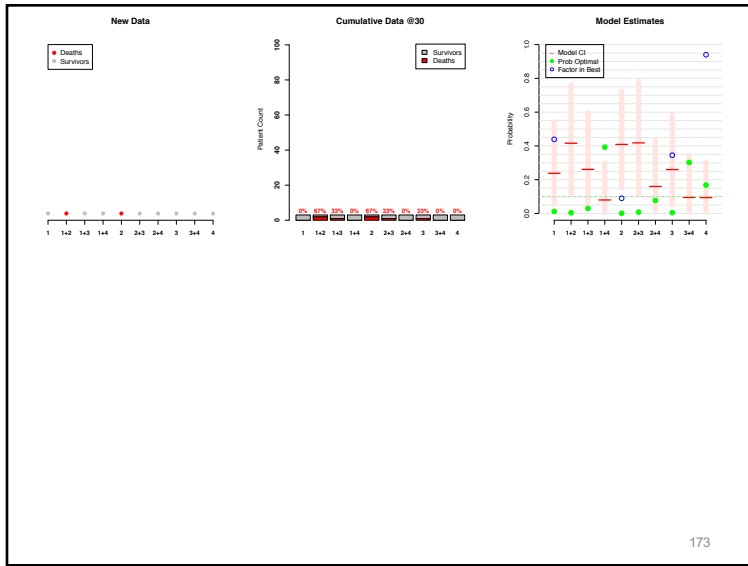 New Data
Deaths
Survivors
1 1+2 1+3 1+4 2 2+3 2+4 3 3+4 4
Cumulative Data @30
Survivors
Deaths
Patient Count
100
80
60
40
20
0
0% 67% 33% 0% 67% 33% 0% 33% 0% 0%
1 1+2 1+3 1+4 2 2+3 2+4 3 3+4 4
Model Estimates
Model CI
Prob Optimal
Factor in Best
Probability
1.0
0.8
0.6
0.4
0.2
0.0
1 1+2 1+3 1+4 2 2+3 2+4 3 3+4 4
173